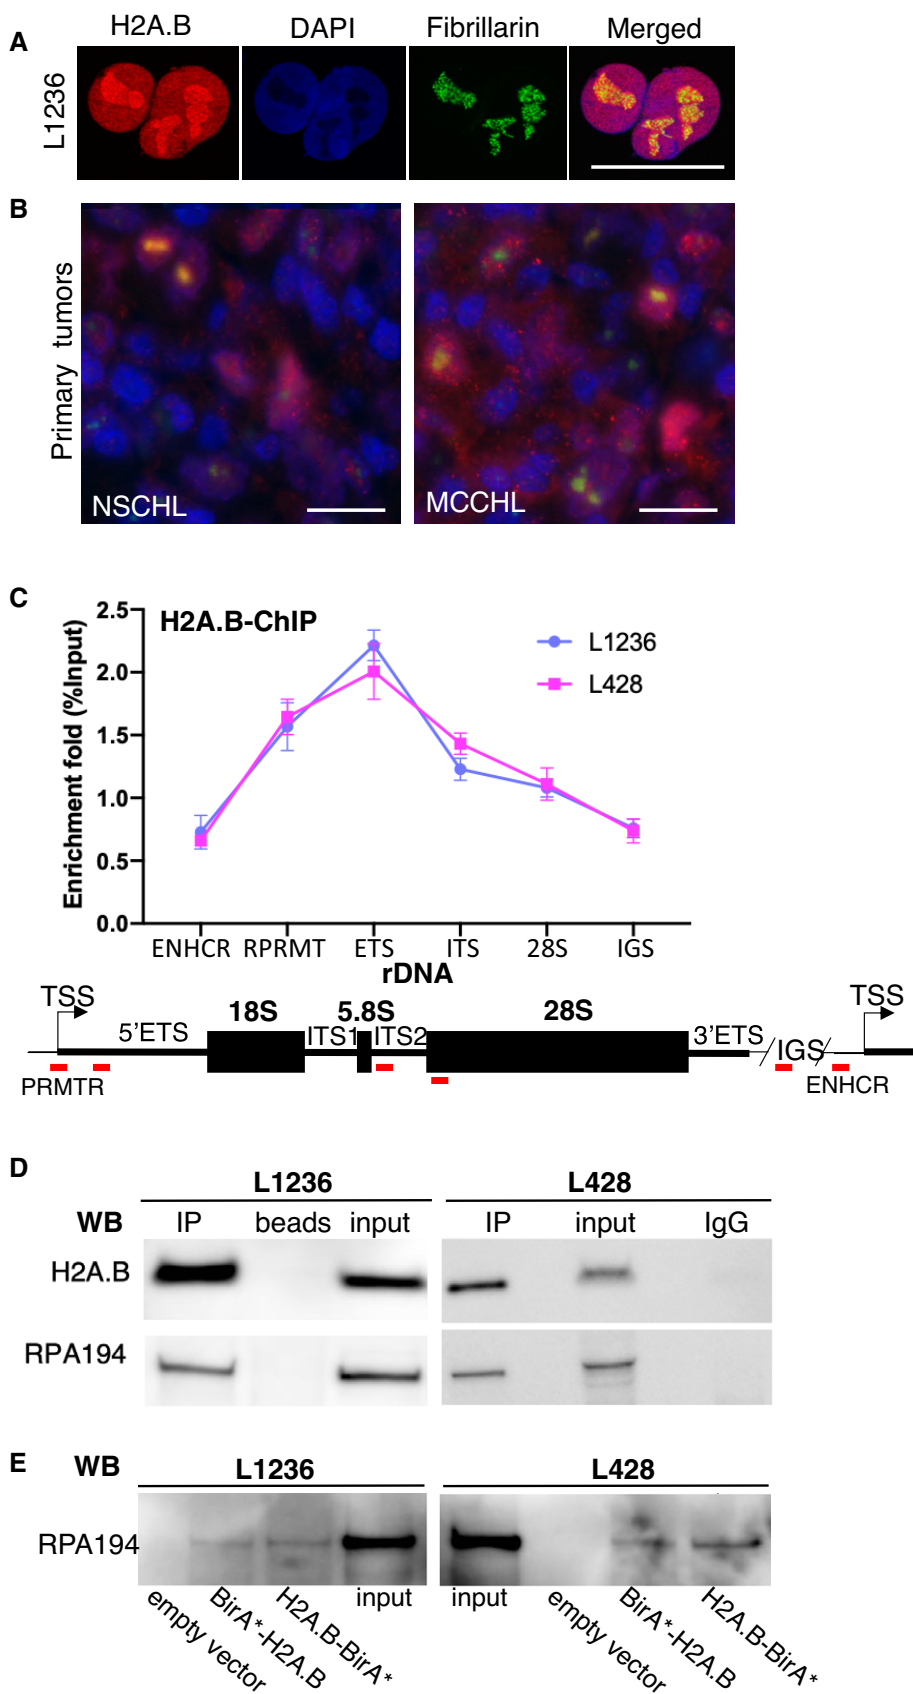 A
H2A.B DAPI Fibrillarin Merged
L1236
B
Primary tumors
NSCHL MCCHL
C
H2A.B-ChIP
L1236
L428
Enrichment fold (%Input)
2.5
2.0
1.5
1.0
0.5
0.0
ENHCR RPRMT ETS ITS 28S IGS
rDNA
TSS 5'ETS 18S ITS1 5.8S ITS2 28S 3'ETS IGS TSS
PRMTR ENHCR
D
L1236 L428
WB IP beads input IP input IgG
H2A.B
RPA194
E
WB L1236 L428
RPA194
empty vector BirA*-H2A.B H2A.B-BirA* input input empty vector BirA*-H2A.B H2A.B-BirA*